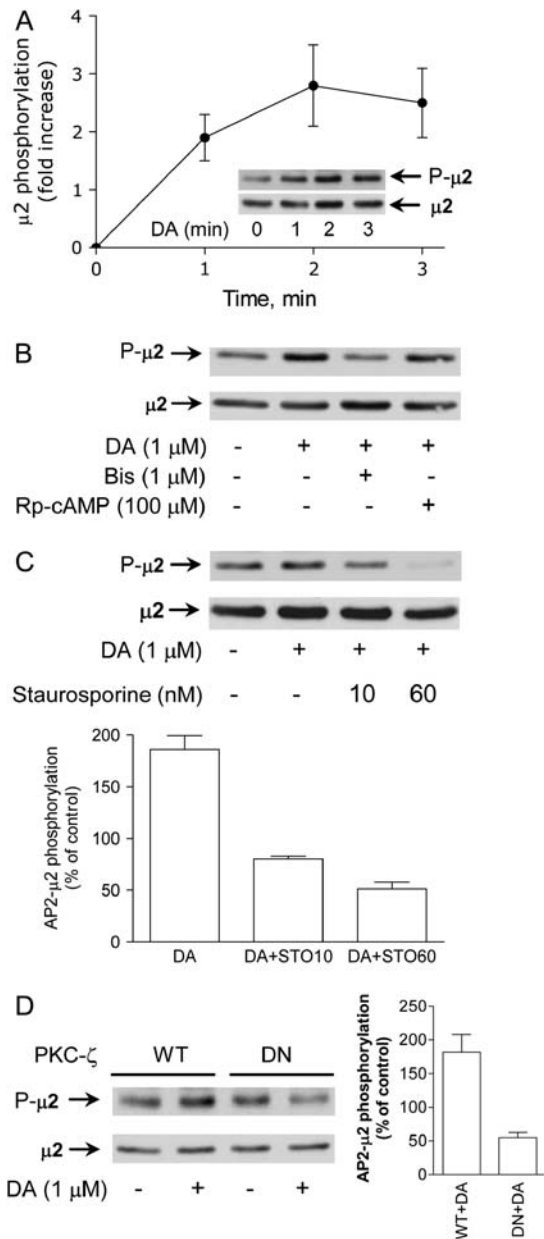 A
μ2 phosphorylation
(fold increase)
4
3
2
1
0
P-μ2
μ2
DA (min) 0 1 2 3
0 1 2 3
Time, min
B
P-μ2
μ2
DA (1 μM) - + + +
Bis (1 μM) - - + -
Rp-cAMP (100 μM) - - - +
C
P-μ2
μ2
DA (1 μM) - + + +
Staurosporine (nM) - - 10 60
AP2-μ2 phosphorylation
(% of control)
200
150
100
50
0
DA DA+STO10 DA+STO60
D
PKC-ζ WT DN
P-μ2
μ2
DA (1 μM) - + - +
AP2-μ2 phosphorylation
(% of control)
250
200
150
100
50
0
WT+DA
DN+DA